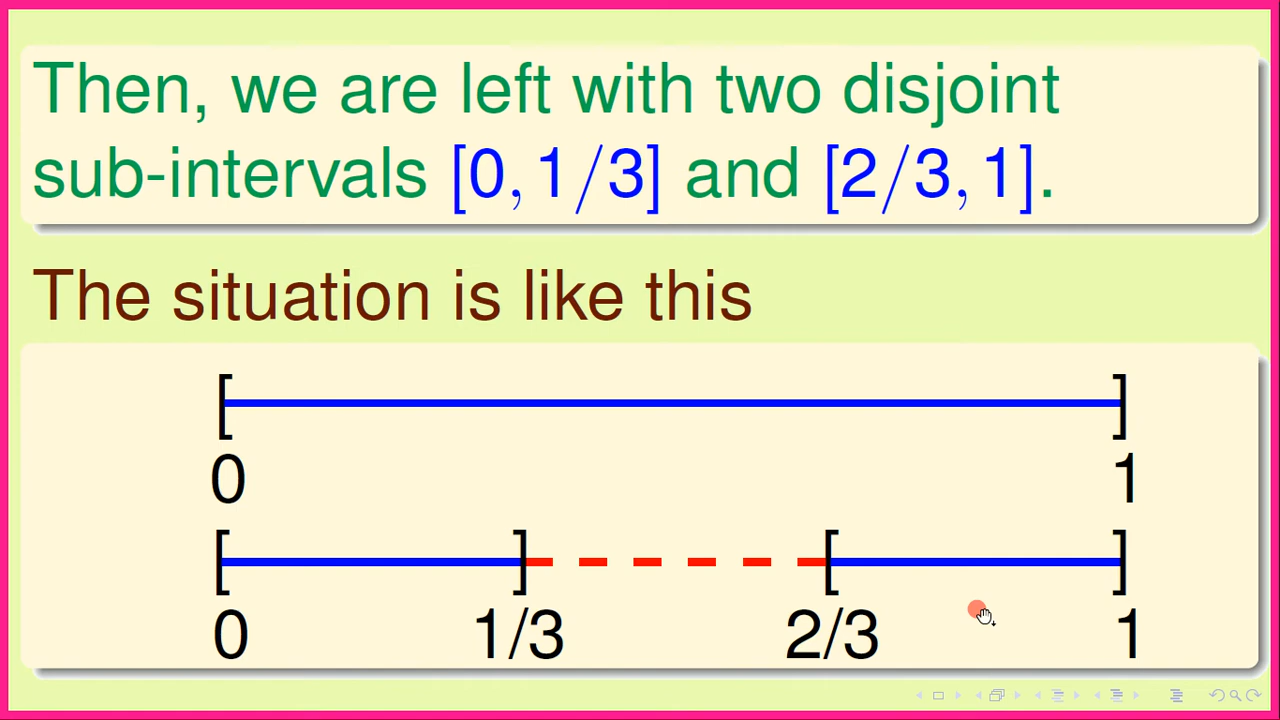 Then, we are left with two disjoint
sub-intervals [0, 1/3] and [2/3, 1].
The situation is like this
[ ]
0 1
[ ] [ ]
0 1/3 2/3 1